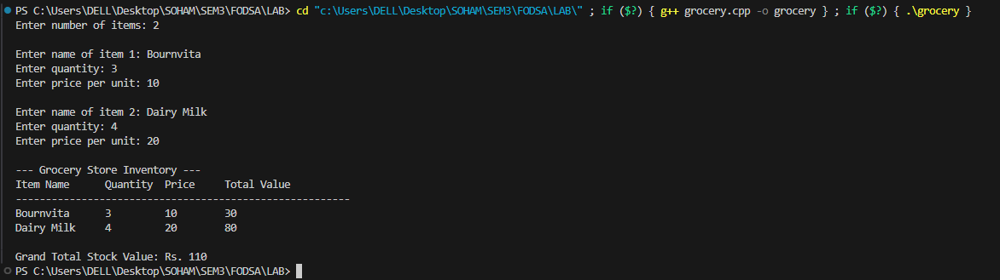 PS C:\Users\DELL\Desktop\SOHAM\SEM3\FODSA\LAB> cd "c:\Users\DELL\Desktop\SOHAM\SEM3\FODSA\LAB\" ; if ($?) { g++ grocery.cpp -o grocery } ; if ($?) { .\grocery }
Enter number of items: 2
Enter name of item 1: Bournvita
Enter quantity: 3
Enter price per unit: 10
Enter name of item 2: Dairy Milk
Enter quantity: 4
Enter price per unit: 20
--- Grocery Store Inventory ---
Item Name      Quantity  Price     Total Value
--------------------------------------------------------
Bournvita      3         10        30
Dairy Milk     4         20        80
Grand Total Stock Value: Rs. 110
PS C:\Users\DELL\Desktop\SOHAM\SEM3\FODSA\LAB>